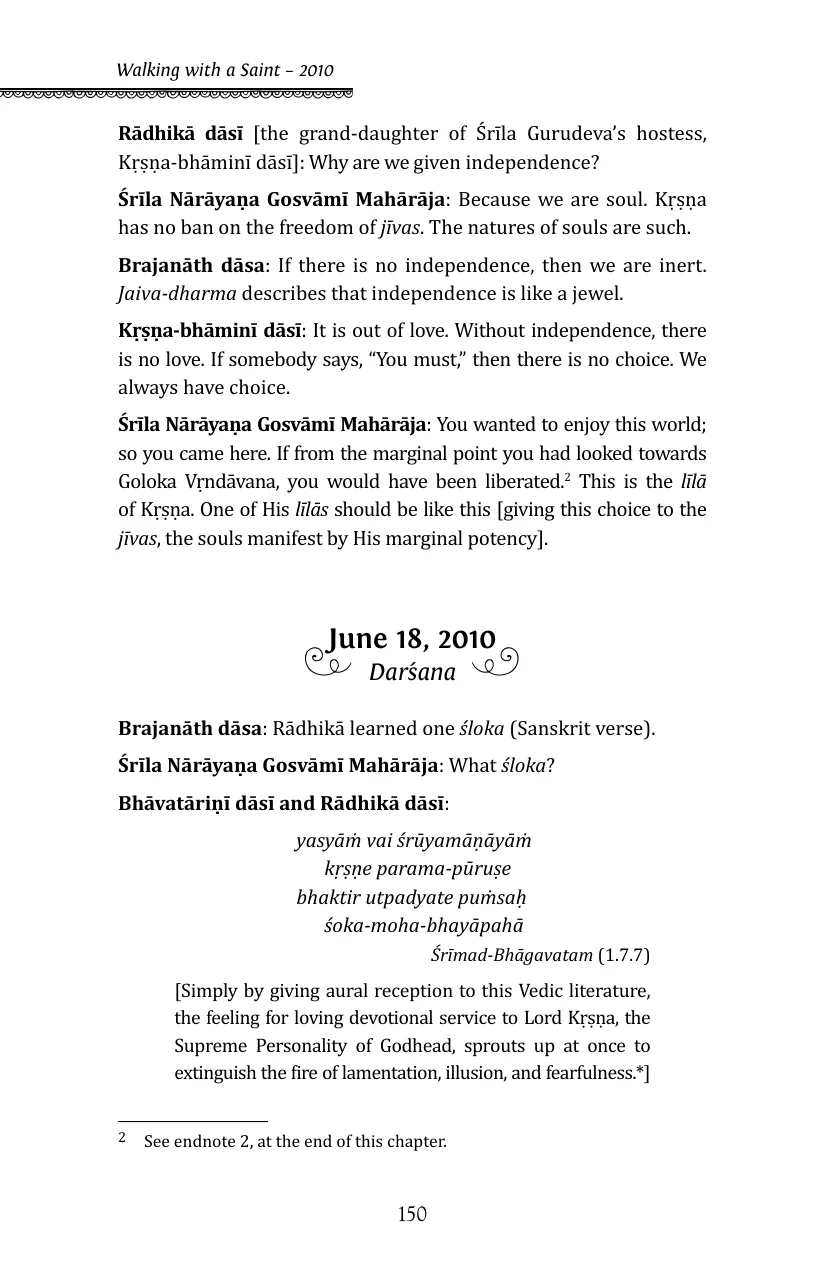 Walking with a Saint – 2010
Rādhikā dāsī [the grand-daughter of Śrīla Gurudeva’s hostess,
Kṛṣṇa-bhāminī dāsī]: Why are we given independence?
Śrīla Nārāyaṇa Gosvāmī Mahārāja: Because we are soul. Kṛṣṇa
has no ban on the freedom of jīvas. The natures of souls are such.
Brajanāth dāsa: If there is no independence, then we are inert.
Jaiva-dharma describes that independence is like a jewel.
Kṛṣṇa-bhāminī dāsī: It is out of love. Without independence, there
is no love. If somebody says, “You must,” then there is no choice. We
always have choice.
Śrīla Nārāyaṇa Gosvāmī Mahārāja: You wanted to enjoy this world;
so you came here. If from the marginal point you had looked towards
Goloka Vṛndāvana, you would have been liberated.² This is the līlā
of Kṛṣṇa. One of His līlās should be like this [giving this choice to the
jīvas, the souls manifest by His marginal potency].
June 18, 2010
Darśana
Brajanāth dāsa: Rādhikā learned one śloka (Sanskrit verse).
Śrīla Nārāyaṇa Gosvāmī Mahārāja: What śloka?
Bhāvatāriṇī dāsī and Rādhikā dāsī:
yasyāṁ vai śrūyamāṇāyāṁ
kṛṣṇe parama-pūruṣe
bhaktir utpadyate puṁsaḥ
śoka-moha-bhayāpahā
Śrīmad-Bhāgavatam (1.7.7)
[Simply by giving aural reception to this Vedic literature,
the feeling for loving devotional service to Lord Kṛṣṇa, the
Supreme Personality of Godhead, sprouts up at once to
extinguish the fire of lamentation, illusion, and fearfulness.*]
2 See endnote 2, at the end of this chapter.
150